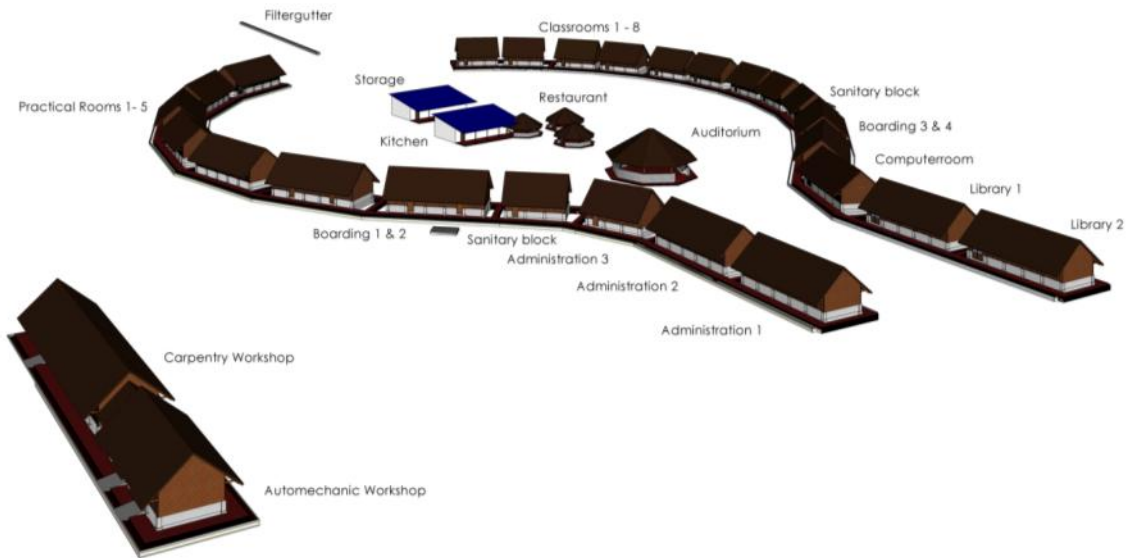 Filtergutter
Classrooms 1 - 8
Storage
Practical Rooms 1- 5
Restaurant
Sanitary block
Kitchen
Auditorium
Boarding 3 & 4
Computerroom
Library 1
Library 2
Boarding 1 & 2
Sanitary block
Administration 3
Administration 2
Administration 1
Carpentry Workshop
Automechanic Workshop